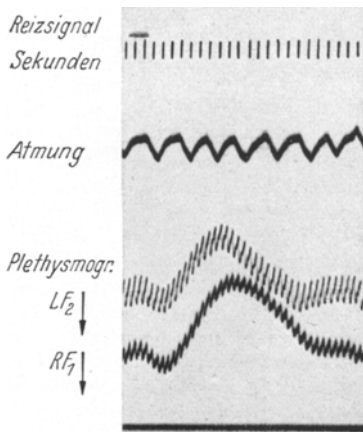 Reizsignal
Sekunden
Atmung
Plethysmogr.
LF₂
RF₁